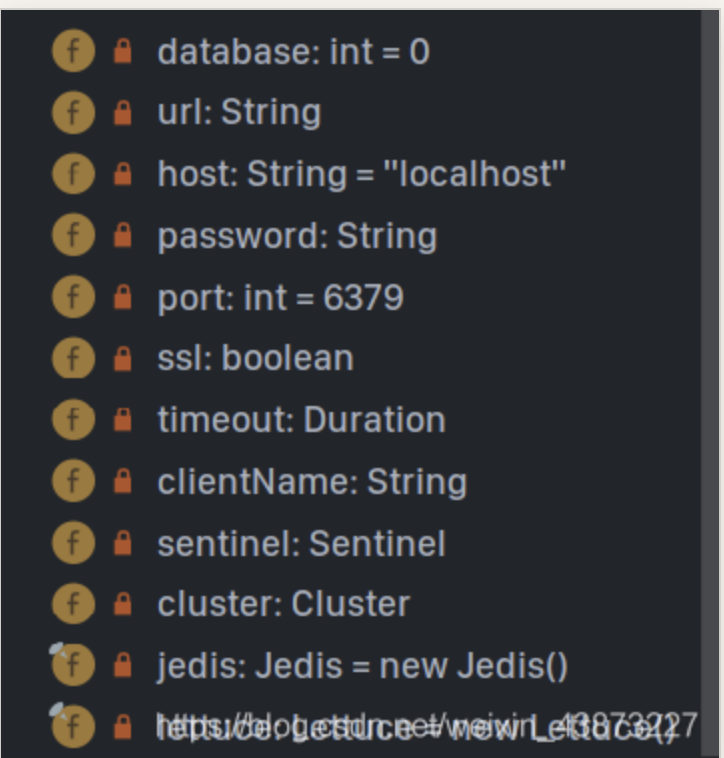 database: int = 0
url: String
host: String = "localhost"
password: String
port: int = 6379
ssl: boolean
timeout: Duration
clientName: String
sentinel: Sentinel
cluster: Cluster
jedis: Jedis = new Jedis()
lettuce: Lettuce = new Lettuce()
https://blog.csdn.net/weixin_43873227